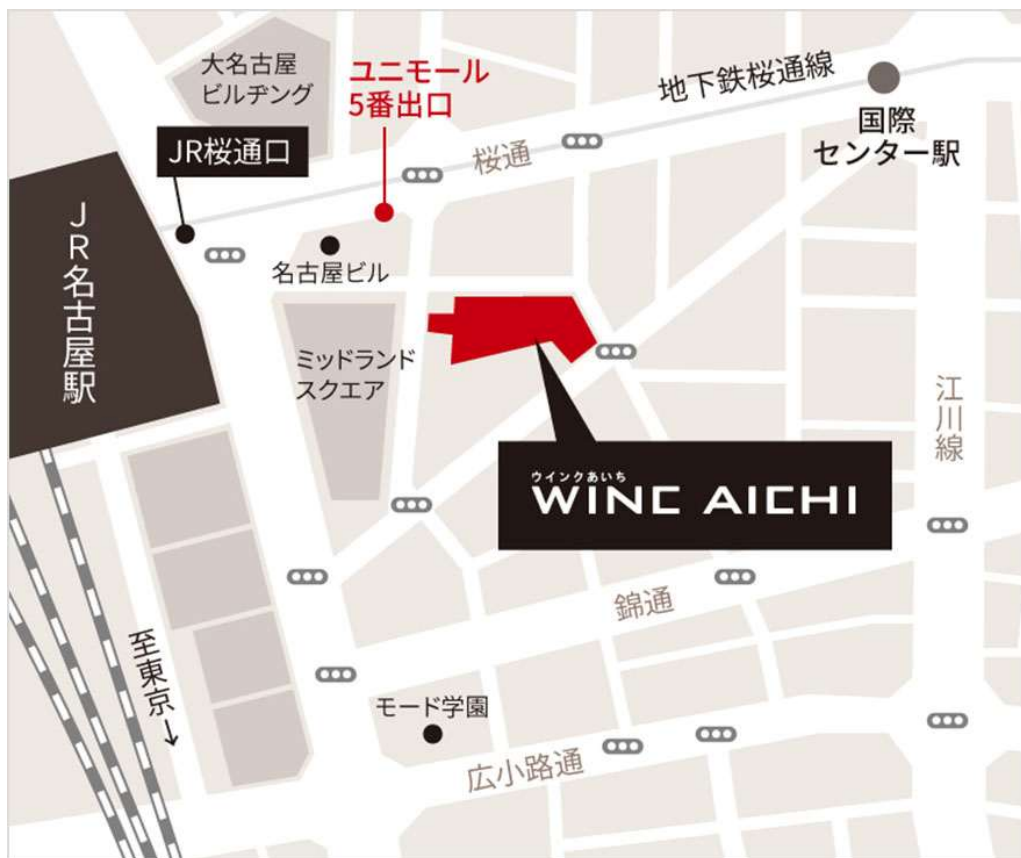 大名古屋
ビルヂング
ユニモール
5番出口
地下鉄桜通線
国際
センター駅
JR桜通口
桜通
JR名古屋駅
名古屋ビル
ミッドランド
スクエア
江川線
ウインクあいち
WINC AICHI
錦通
至東京→
モード学園
広小路通